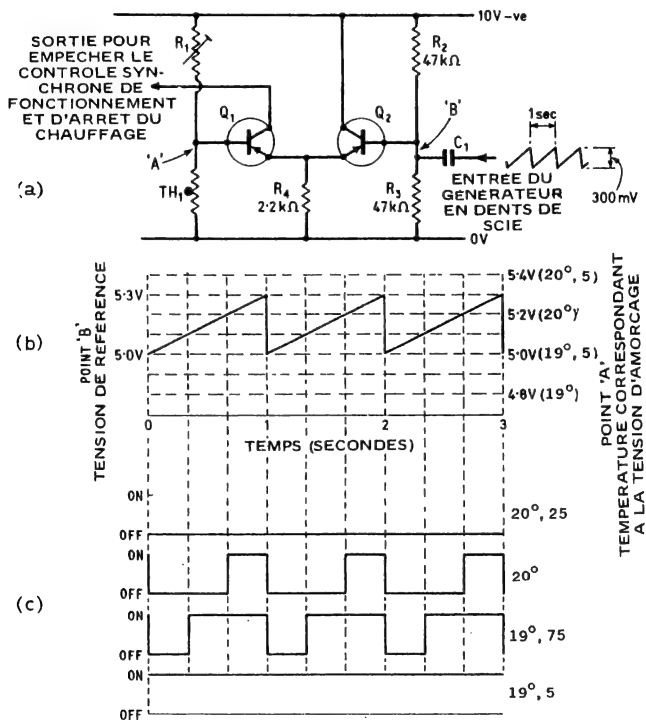 10V -ve
SORTIE POUR
EMPECHER LE
CONTROLE SYN-
CHRONE DE
FONCTIONNEMENT
ET D'ARRET DU
CHAUFFAGE
R1
R2
47kΩ
Q1
Q2
'B'
C1
1sec
'A'
(a)
TH1
R4
2·2kΩ
R3
47kΩ
ENTRÉE DU
GÉNÉRATEUR
EN DENTS DE
SCIE
300mV
0V
(b)
POINT 'B'
TENSION DE RÉFÉRENCE
5·3V
5·0V
5·4V (20°, 5)
5·2V (20°)
5·0V (19°, 5)
4·8V (19°)
POINT 'A'
TEMPERATURE CORRESPONDANT
A LA TENSION D'AMORCAGE
0
1
2
3
TEMPS (SECONDES)
(c)
ON
OFF
20°, 25
ON
OFF
20°
ON
OFF
19°, 75
ON
OFF
19°, 5